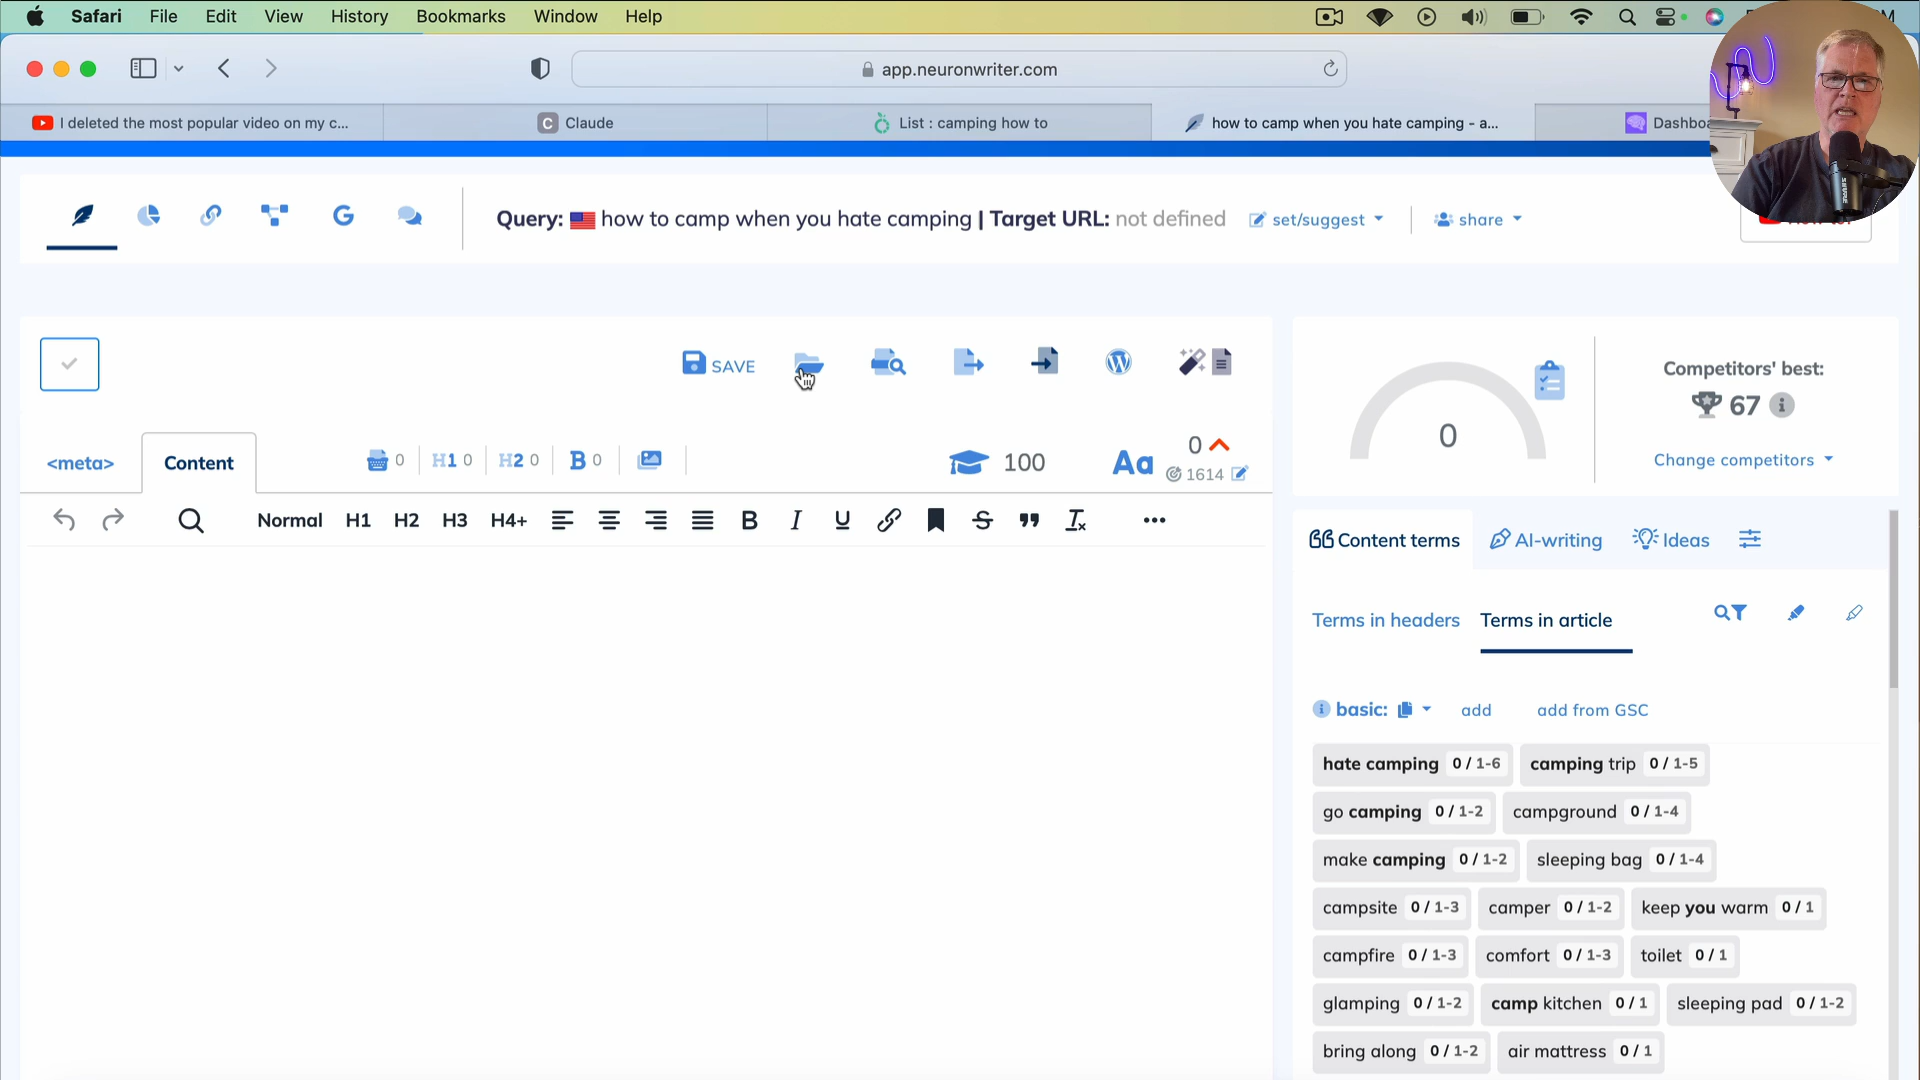 Safari File Edit View History Bookmarks Window Help
app.neuronwriter.com
I deleted the most popular video on my c...
C Claude
List : camping how to
how to camp when you hate camping - a...
Query: how to camp when you hate camping | Target URL: not defined set/suggest share
SAVE
0
Competitors' best:
67
Change competitors
<meta> Content 0 H1 0 H2 0 B 0 100 Aa 0
1614
Normal H1 H2 H3 H4+ B I U S
Content terms AI-writing Ideas
Terms in headers Terms in article
basic: add add from GSC
hate camping 0 / 1-6 camping trip 0 / 1-5
go camping 0 / 1-2 campground 0 / 1-4
make camping 0 / 1-2 sleeping bag 0 / 1-4
campsite 0 / 1-3 camper 0 / 1-2 keep you warm 0 / 1
campfire 0 / 1-3 comfort 0 / 1-3 toilet 0 / 1
glamping 0 / 1-2 camp kitchen 0 / 1 sleeping pad 0 / 1-2
bring along 0 / 1-2 air mattress 0 / 1